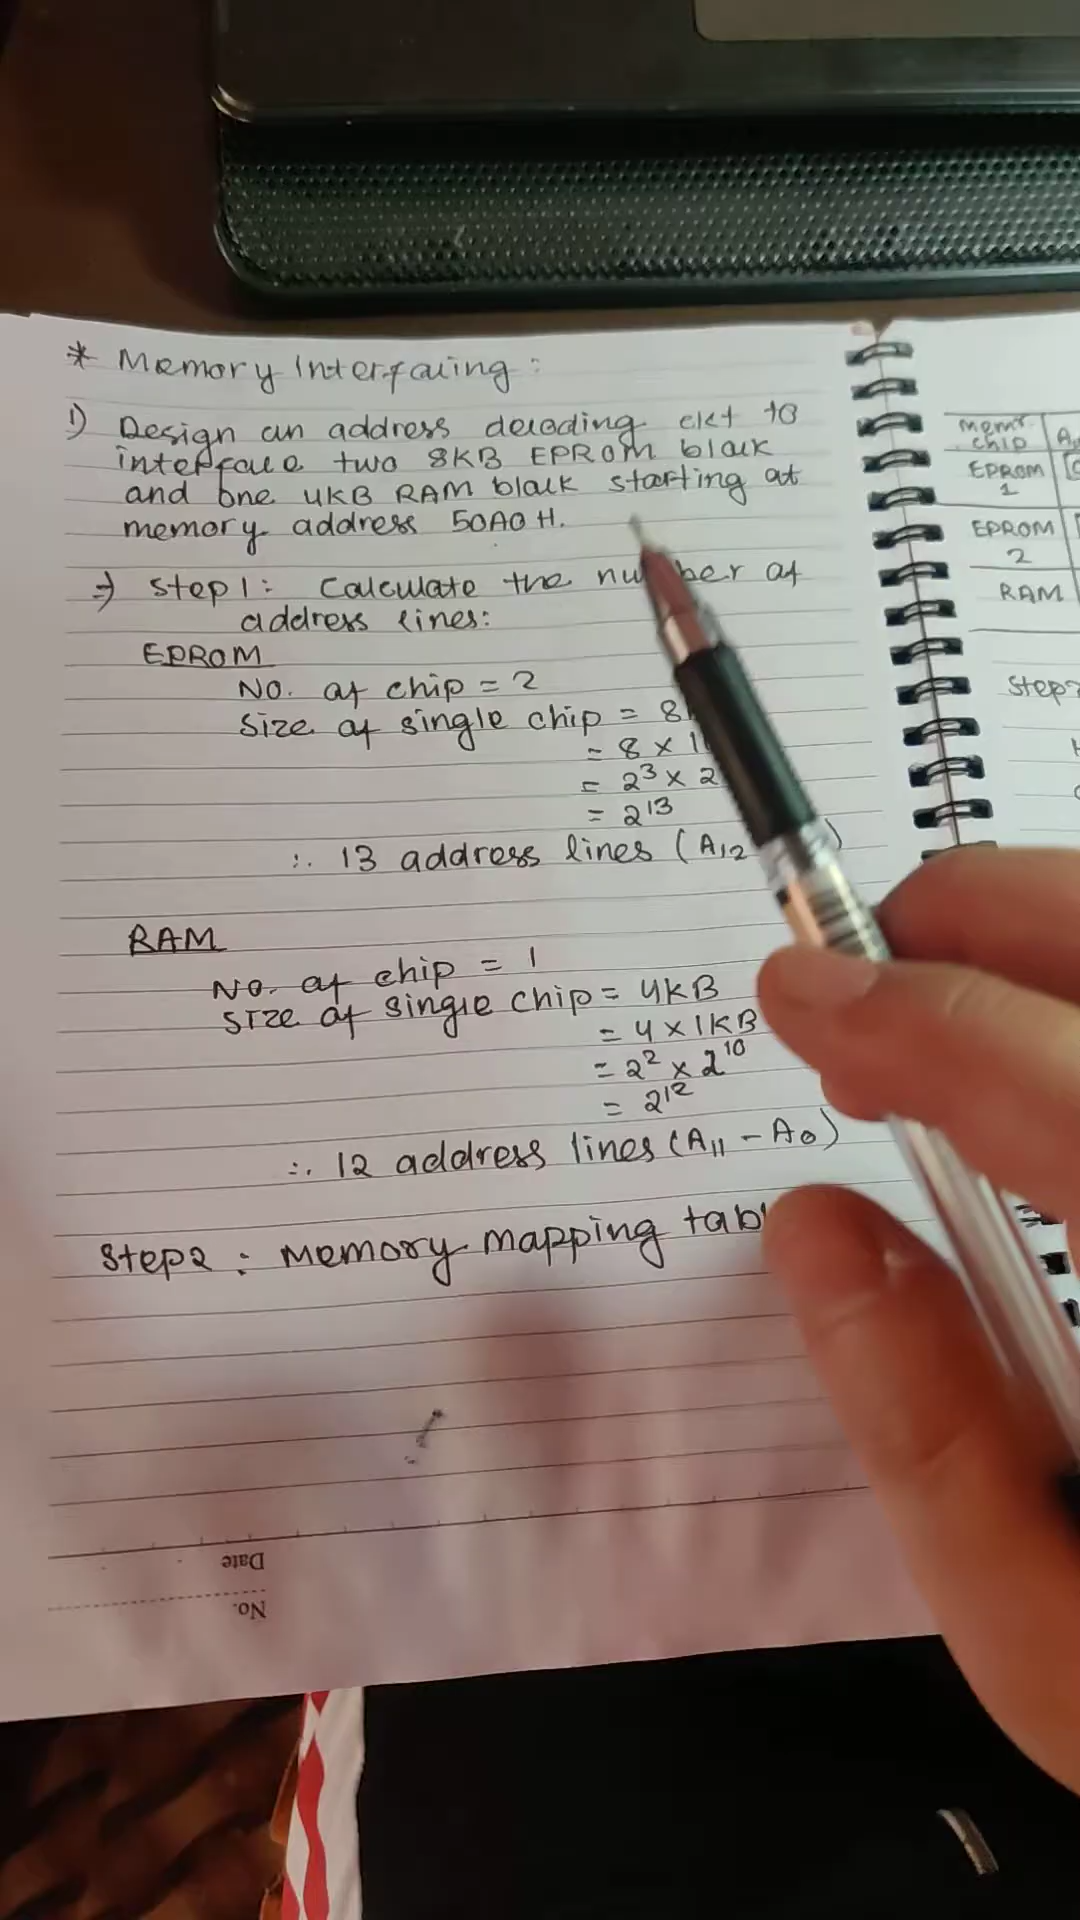 * Memory Interfacing:
1) Design an address decoding ckt to
interface two 8KB EPROM block
and one 4KB RAM block starting at
memory address 50A0 H.
=> Step 1: Calculate the number of
address lines:
EPROM
No. of chip = 2
Size of single chip = 8
= 8 x 1
= 2³ x 2
= 2¹³
∴ 13 address lines (A12 )
RAM
No. of chip = 1
Size of single chip = 4KB
= 4 x 1KB
= 2² x 2¹⁰
= 2¹²
∴ 12 address lines (A11 - A0)
Step2 : Memory mapping
Date
No.
Memr. chip
EPROM 1
EPROM 2
RAM